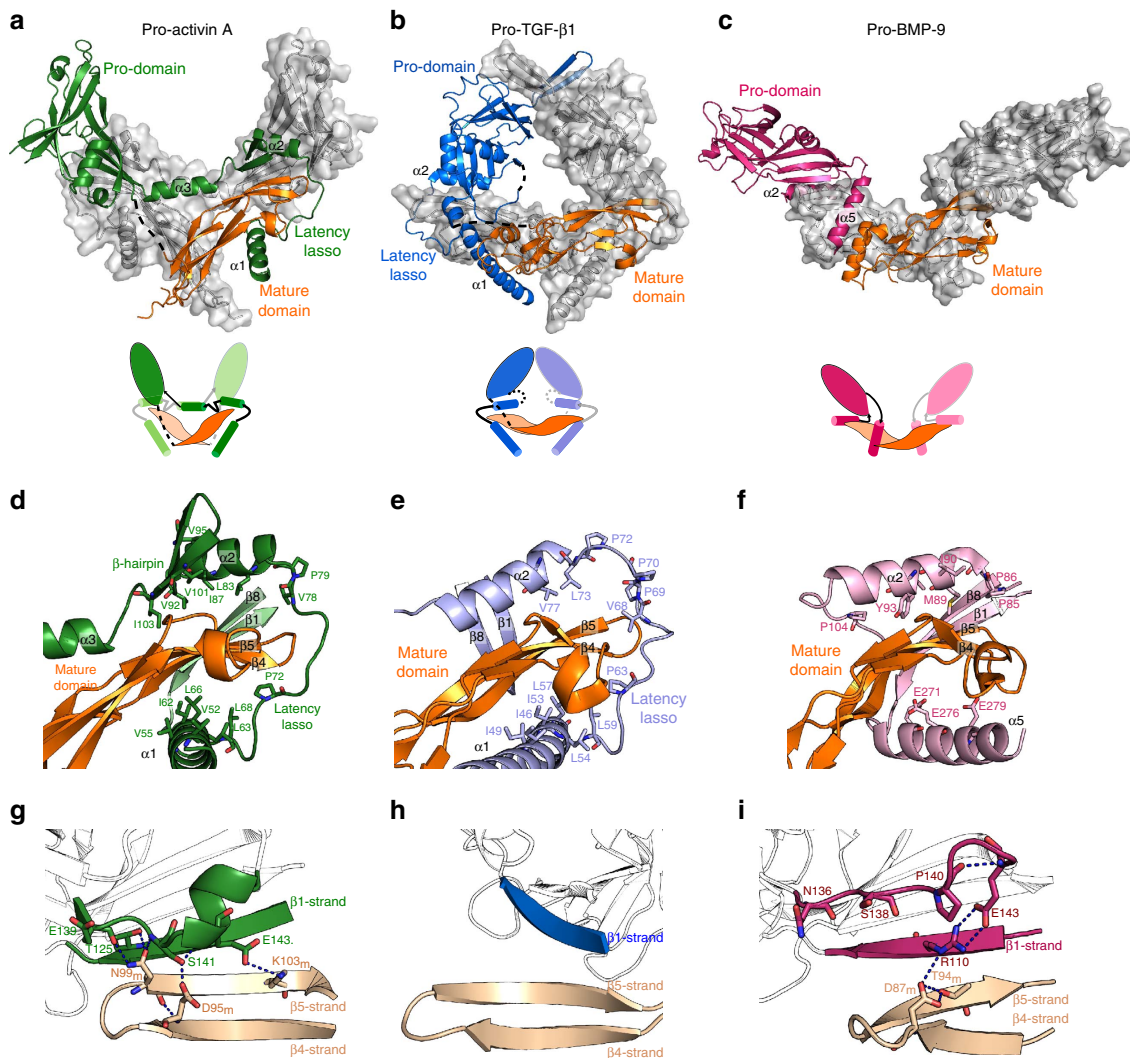 a
Pro-activin A
Pro-domain
α2
α3
α1
Latency
lasso
Mature
domain
b
Pro-TGF-β1
Pro-domain
α2
Latency
lasso
α1
Mature
domain
c
Pro-BMP-9
Pro-domain
α2
α5
Mature
domain
d
V95
β-hairpin
α2
P79
V101
L83
V92
I87
V78
β8
I103
β1
α3
β5
β4
Mature
domain
P72
L66
I62
V52
L68
V55
L63
α1
Latency
lasso
e
P72
α2
P70
L73
P69
V77
V68
β1
β8
β5
β4
Mature
domain
P63
L57
I53
I46
L59
I49
L54
α1
Latency
lasso
f
I90
α2
P86
M89
β8
Y93
P85
β1
P104
β5
β4
Mature
domain
E271
E279
E276
α5
g
β1-strand
E139
T125
E143.
S141
K103m
N99m
D95m
β5-strand
β4-strand
h
β1-strand
β5-strand
β4-strand
i
P140
N136
S138
E143
β1-strand
R110
T94m
D87m
β5-strand
β4-strand